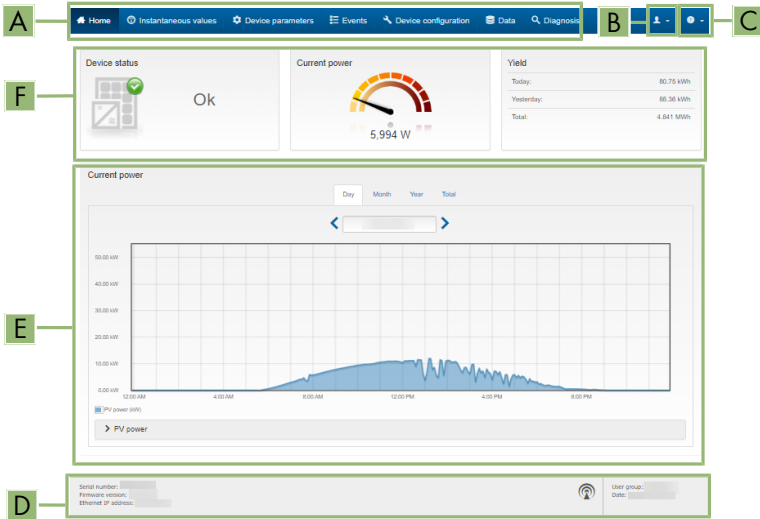 A
Home Instantaneous values Device parameters Events Device configuration Data Diagnosis
B
C
F
Device status
Ok
Current power
5,994 W
Yield
Today: 80.75 kWh
Yesterday: 86.36 kWh
Total: 4.641 MWh
E
Current power
Day Month Year Total
50.00 kW
40.00 kW
30.00 kW
20.00 kW
10.00 kW
0.00 kW
12:00 AM 4:00 AM 8:00 AM 12:00 PM 4:00 PM 8:00 PM
PV power (kW)
PV power
D
Serial number:
Firmware version:
Ethernet IP address:
User group:
Date: